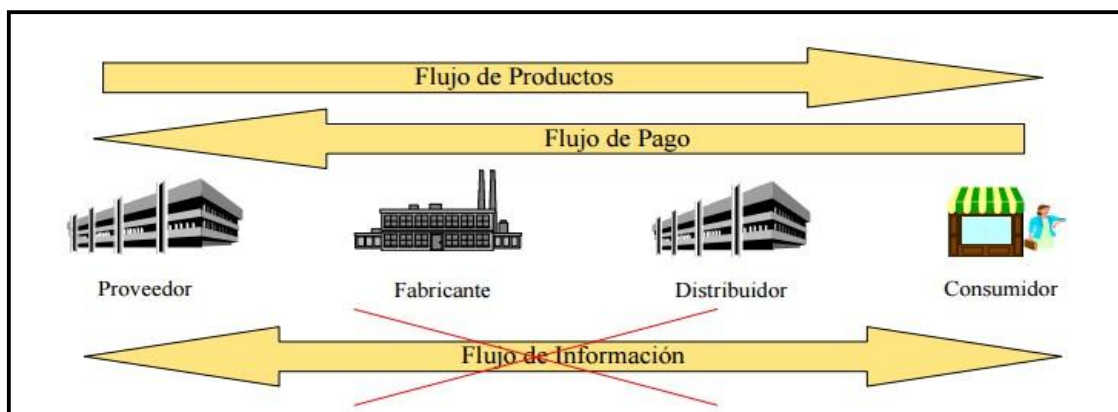 Flujo de Productos
Flujo de Pago
Proveedor
Fabricante
Distribuidor
Consumidor
Flujo de Información